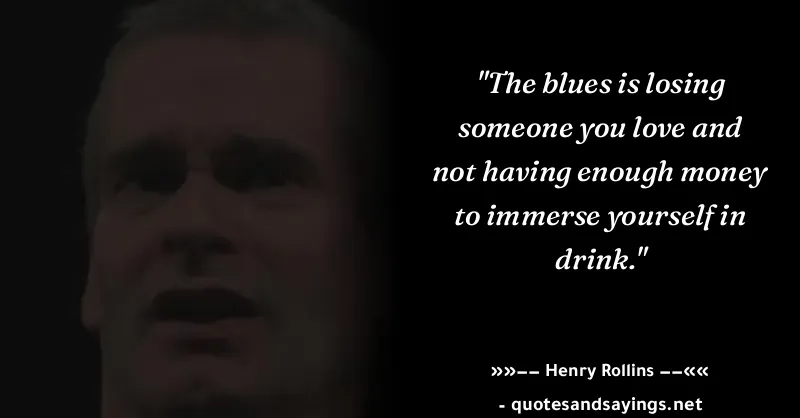 "The blues is losing
someone you love and
not having enough money
to immerse yourself in
drink."
»»−− Henry Rollins −−««
- quotesandsayings.net